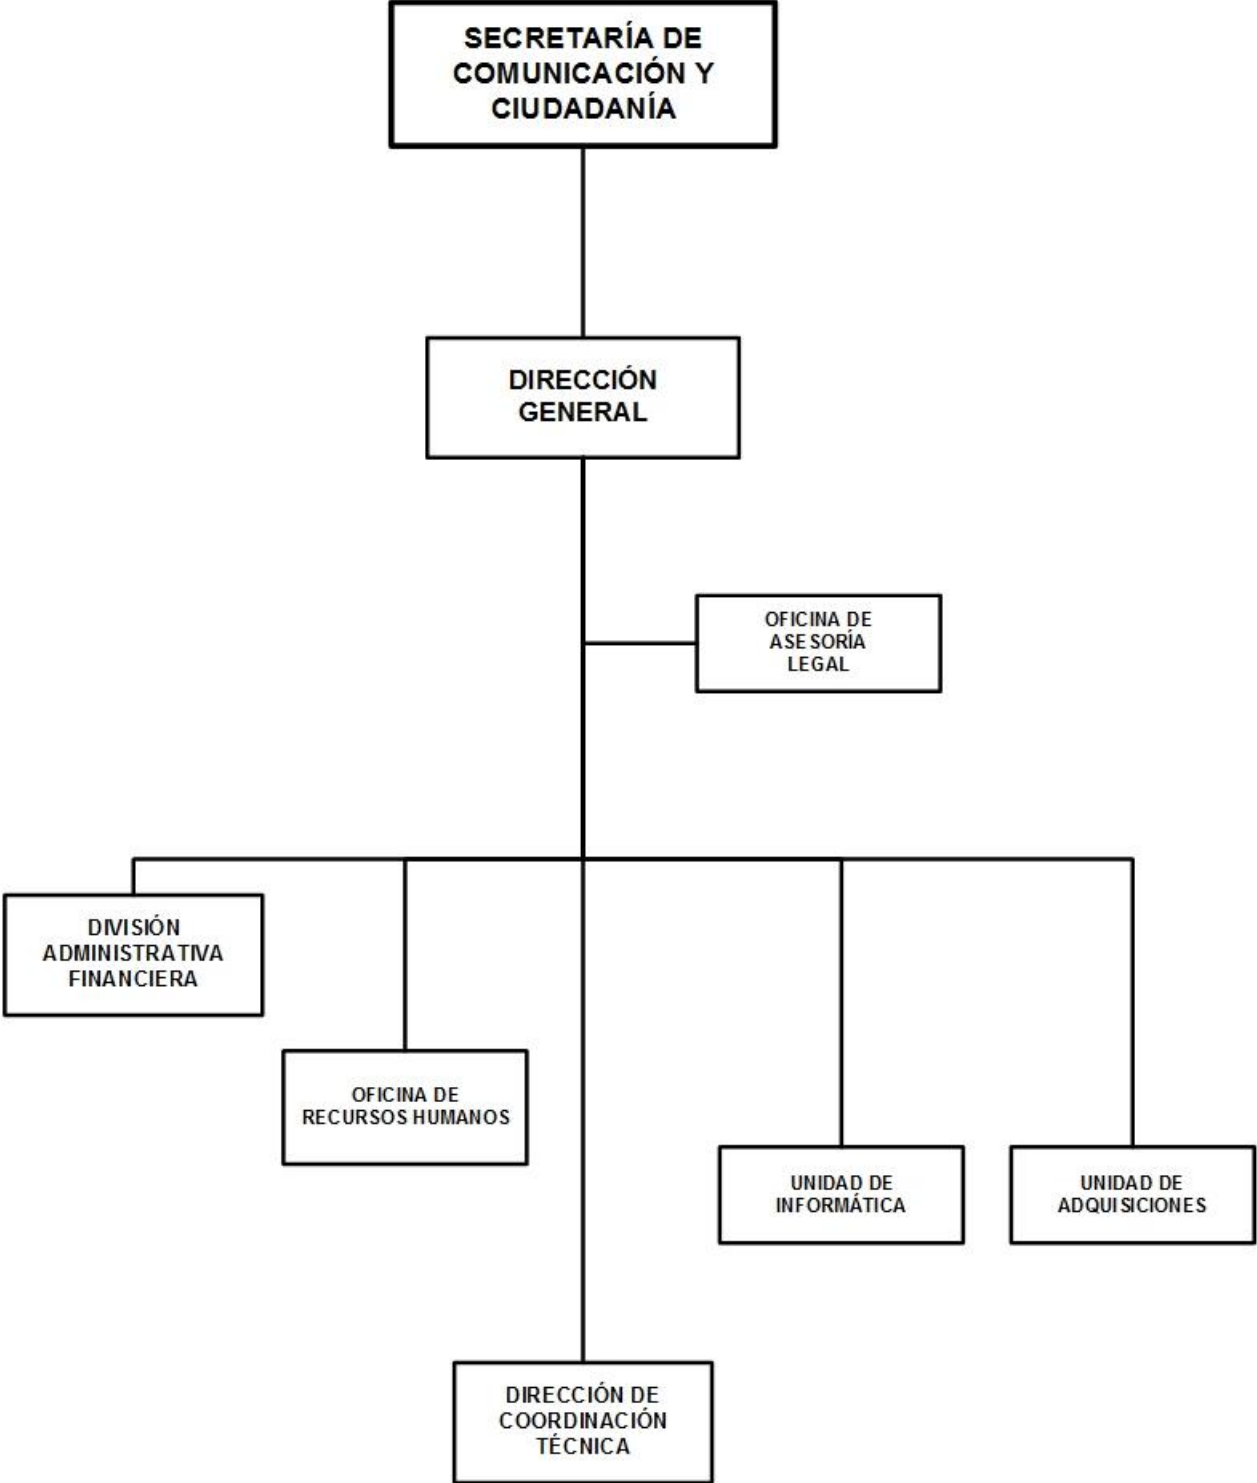 SECRETARÍA DE
COMUNICACIÓN Y
CIUDADANÍA
DIRECCIÓN
GENERAL
OFICINA DE
ASESORÍA
LEGAL
DIVISIÓN
ADMINISTRATIVA
FINANCIERA
OFICINA DE
RECURSOS HUMANOS
UNIDAD DE
INFORMÁTICA
UNIDAD DE
ADQUISICIONES
DIRECCIÓN DE
COORDINACIÓN
TÉCNICA